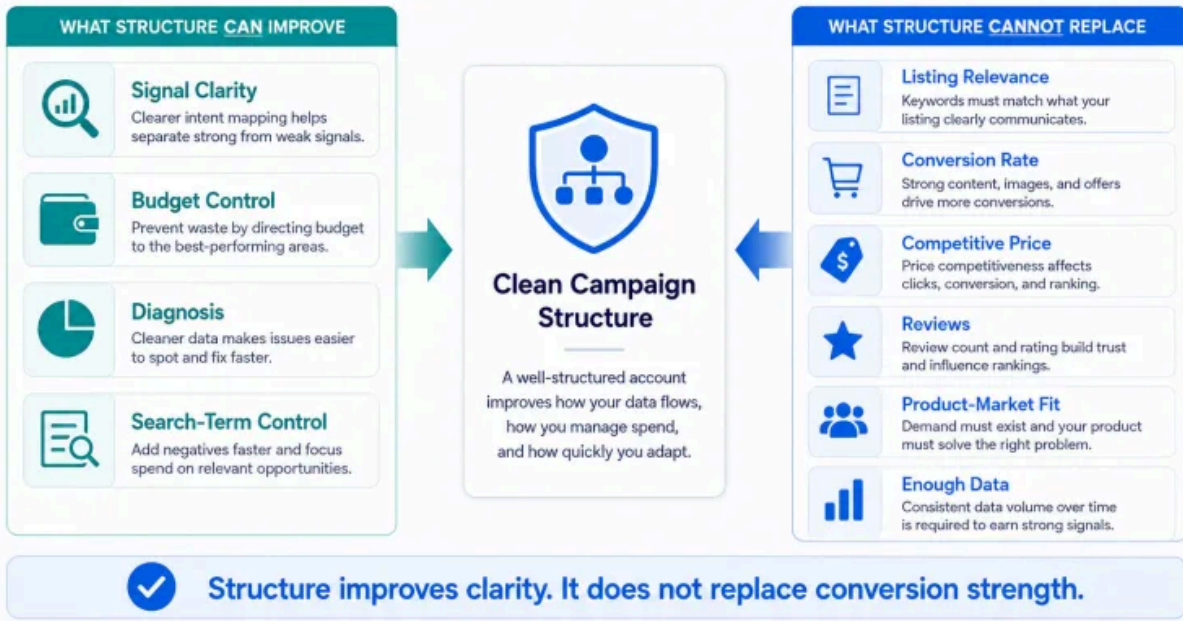 WHAT STRUCTURE CAN IMPROVE
Signal Clarity
Clearer intent mapping helps
separate strong from weak signals.
Budget Control
Prevent waste by directing budget
to the best-performing areas.
Diagnosis
Cleaner data makes issues easier
to spot and fix faster.
Search-Term Control
Add negatives faster and focus
spend on relevant opportunities.
Clean Campaign
Structure
A well-structured account
improves how your data flows,
how you manage spend,
and how quickly you adapt.
WHAT STRUCTURE CANNOT REPLACE
Listing Relevance
Keywords must match what your
listing clearly communicates.
Conversion Rate
Strong content, images, and offers
drive more conversions.
$
Competitive Price
Price competitiveness affects
clicks, conversion, and ranking.
Reviews
Review count and rating build trust
and influence rankings.
Product-Market Fit
Demand must exist and your product
must solve the right problem.
Enough Data
Consistent data volume over time
is required to earn strong signals.
Structure improves clarity. It does not replace conversion strength.